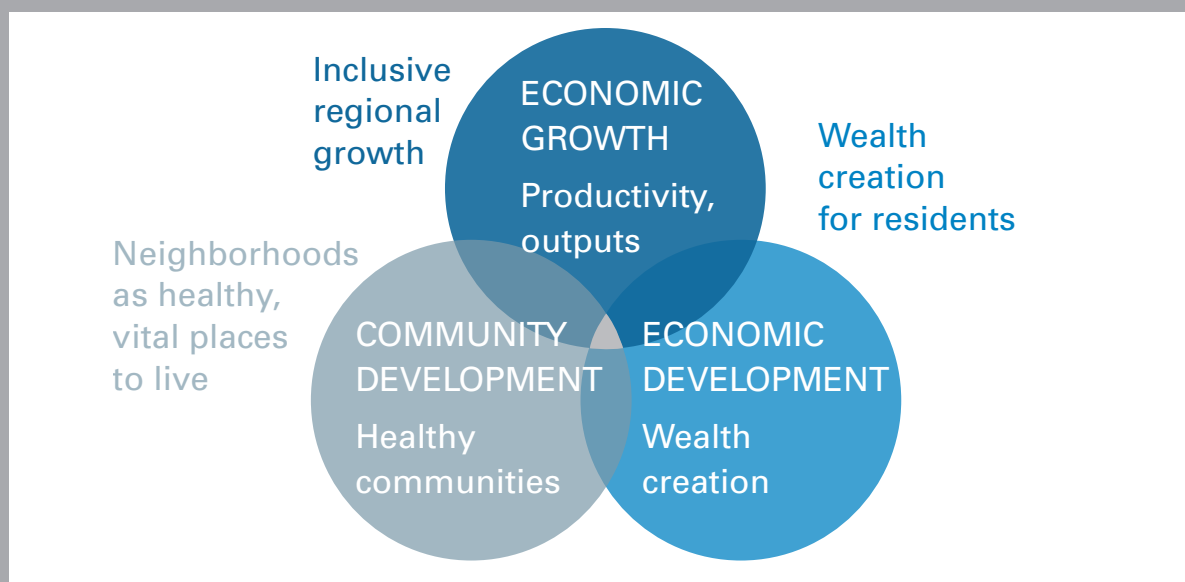 Inclusive
regional
growth
ECONOMIC
GROWTH
Productivity,
outputs
Wealth
creation
for residents
Neighborhoods
as healthy,
vital places
to live
COMMUNITY
DEVELOPMENT
Healthy
communities
ECONOMIC
DEVELOPMENT
Wealth
creation